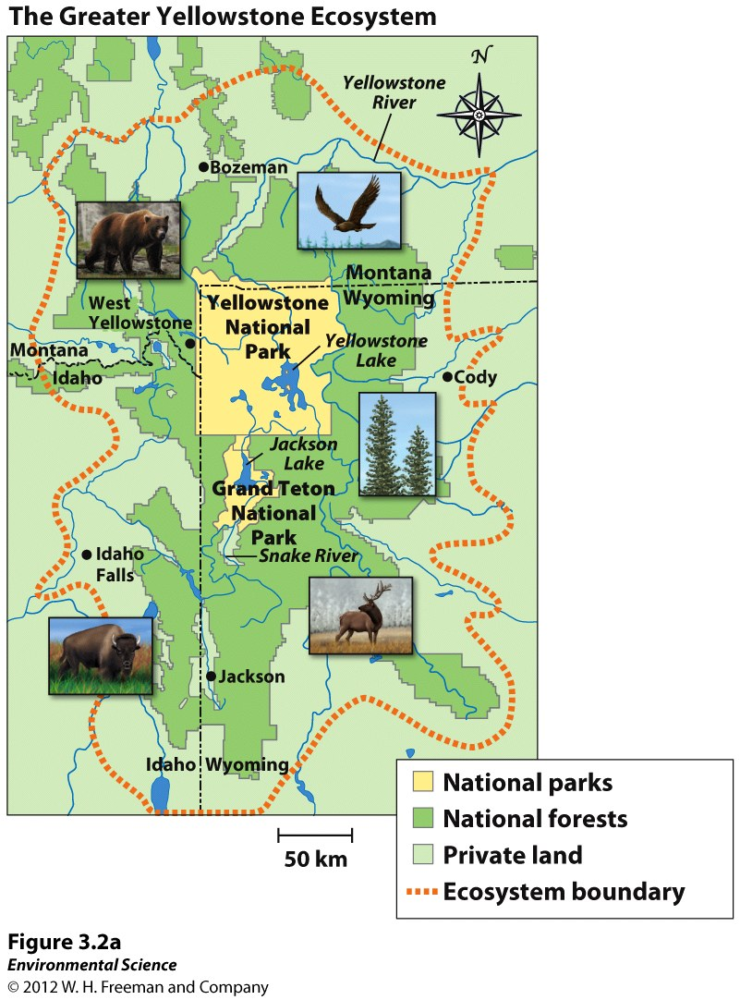 The Greater Yellowstone Ecosystem
N
Yellowstone
River
Bozeman
Montana
Wyoming
West
Yellowstone
Yellowstone
National
Park
Yellowstone
Lake
Montana
Idaho
Cody
Jackson
Lake
Grand Teton
National
Park
Snake River
Idaho
Falls
Jackson
Idaho
Wyoming
National parks
National forests
Private land
Ecosystem boundary
50 km
Figure 3.2a
Environmental Science
© 2012 W. H. Freeman and Company